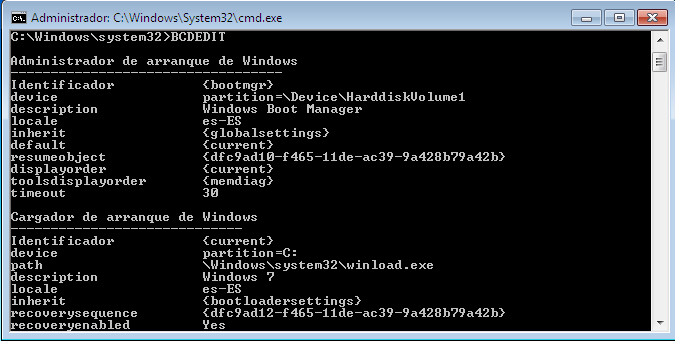 Administrador: C:\Windows\System32\cmd.exe
C:\Windows\system32>BCDEDIT
Administrador de arranque de Windows
----------------------------------
Identificador           {bootmgr}
device                  partition=\Device\HarddiskVolume1
description             Windows Boot Manager
locale                  es-ES
inherit                 {globalsettings}
default                 {current}
resumeobject            {dfc9ad10-f465-11de-ac39-9a428b79a42b}
displayorder            {current}
toolsdisplayorder       {memdiag}
timeout                 30
Cargador de arranque de Windows
-----------------------------
Identificador           {current}
device                  partition=C:
path                    \Windows\system32\winload.exe
description             Windows 7
locale                  es-ES
inherit                 {bootloadersettings}
recoverysequence        {dfc9ad12-f465-11de-ac39-9a428b79a42b}
recoveryenabled         Yes